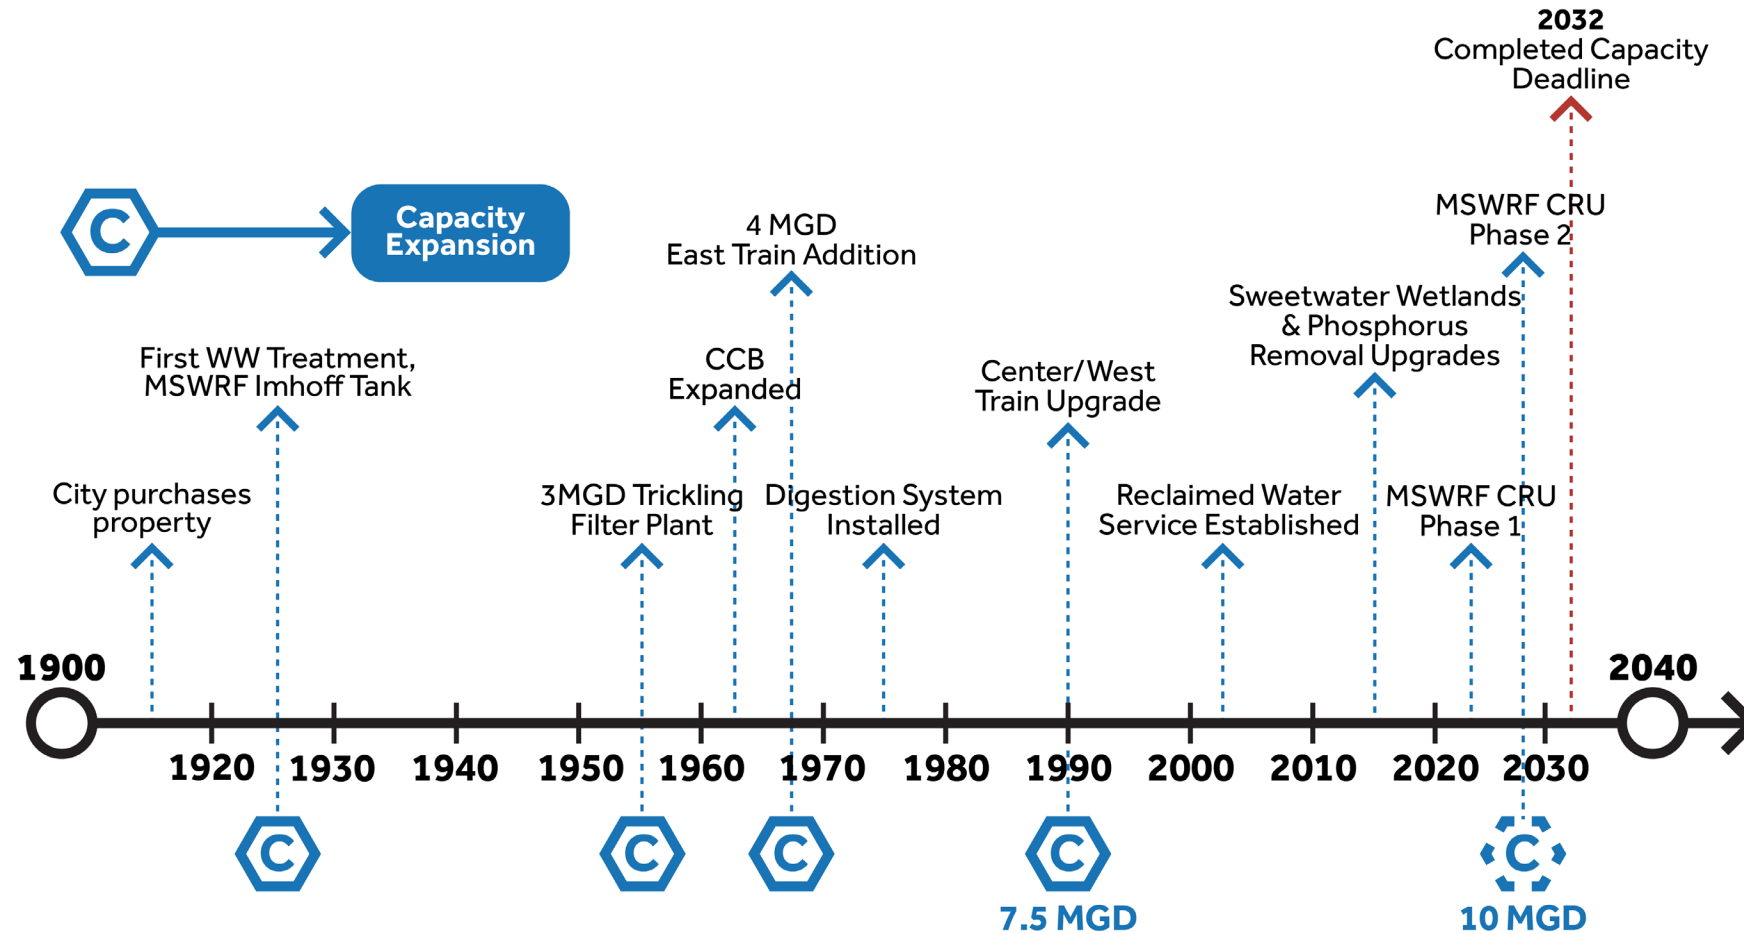 2032
Completed Capacity
Deadline
C
Capacity
Expansion
MSWRF CRU
Phase 2
4 MGD
East Train Addition
Sweetwater Wetlands
& Phosphorus
Removal Upgrades
First WW Treatment,
MSWRF Imhoff Tank
CCB
Expanded
Center/West
Train Upgrade
City purchases
property
3MGD Trickling
Filter Plant
Digestion System
Installed
Reclaimed Water
Service Established
MSWRF CRU
Phase 1
1900
2040
1920
1930
1940
1950
1960
1970
1980
1990
2000
2010
2020
2030
C
C
C
C
C
7.5 MGD
10 MGD